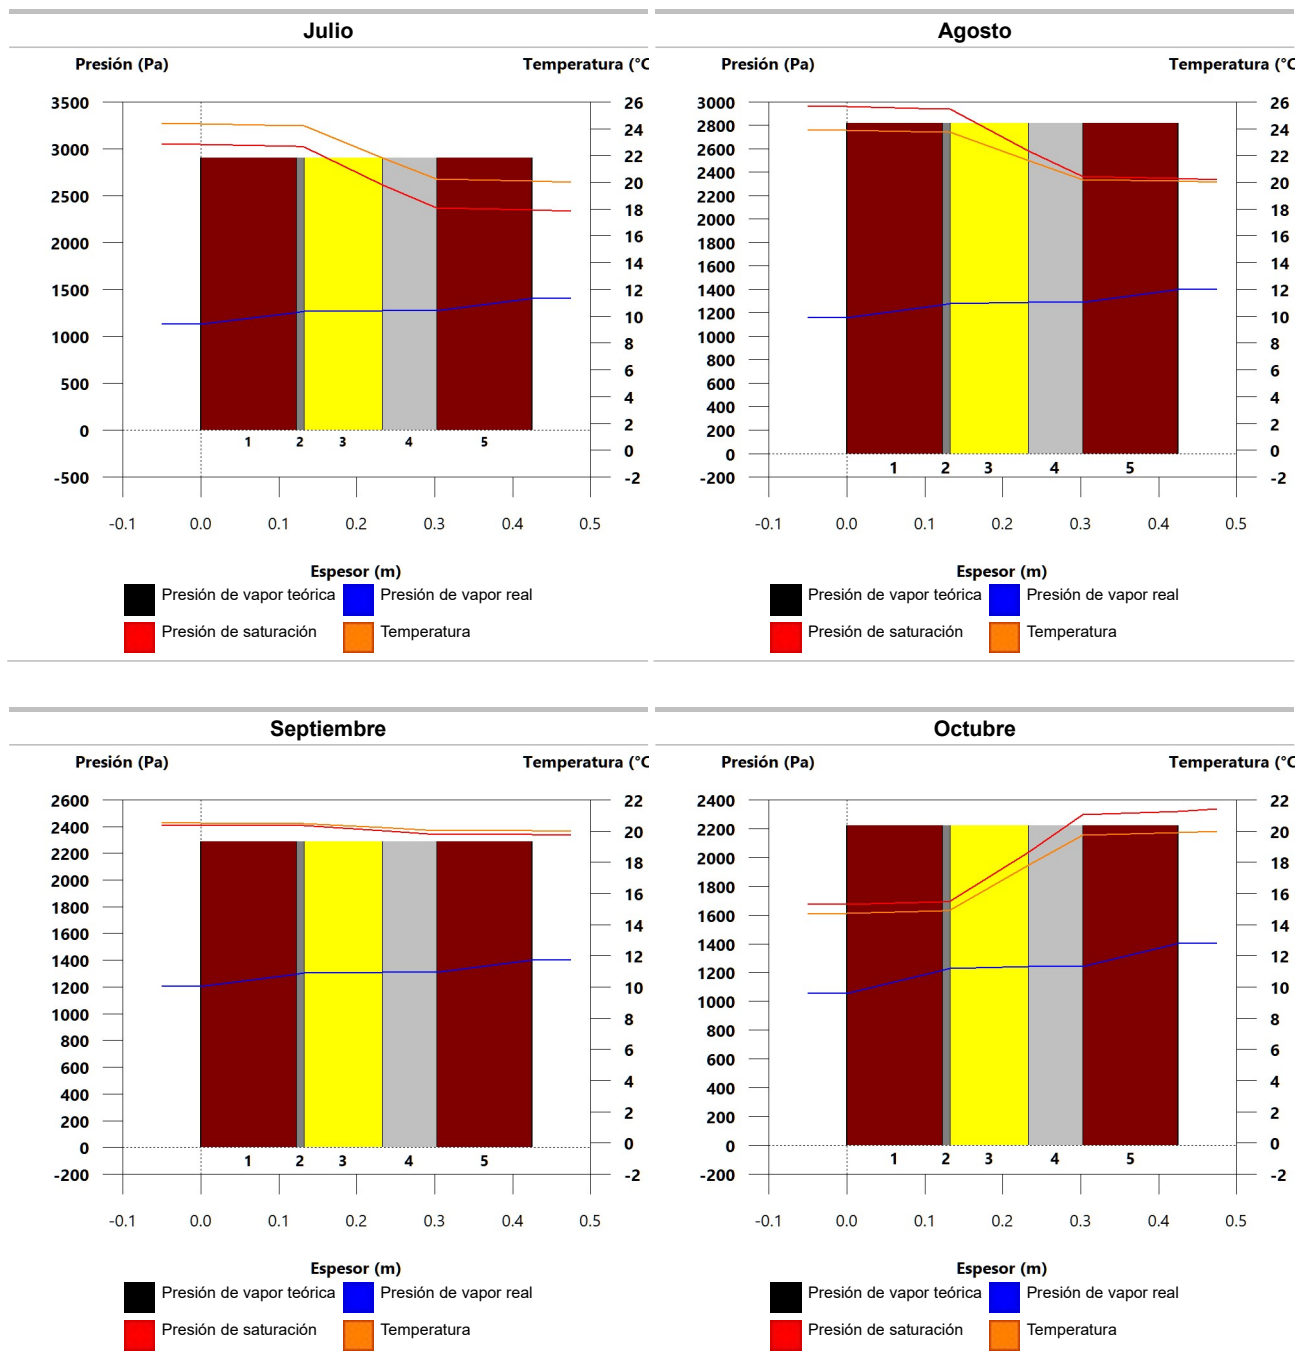 Julio
Presión (Pa) Temperatura (°C
3500 26
3000 24
2500 22
2000 20
1500 18
1000 16
500 14
0 12
-500 10
8
6
4
2
0
-2
1 2 3 4 5
-0.1 0.0 0.1 0.2 0.3 0.4 0.5
Espesor (m)
Presión de vapor teórica Presión de vapor real
Presión de saturación Temperatura
Agosto
Presión (Pa) Temperatura (°C
3000 26
2800 24
2600 22
2400 20
2200 18
2000 16
1800 14
1600 12
1400 10
1200 8
1000 6
800 4
600 2
400 0
200 -2
0
-200
1 2 3 4 5
-0.1 0.0 0.1 0.2 0.3 0.4 0.5
Espesor (m)
Presión de vapor teórica Presión de vapor real
Presión de saturación Temperatura
Septiembre
Presión (Pa) Temperatura (°C
2600 22
2400 20
2200 18
2000 16
1800 14
1600 12
1400 10
1200 8
1000 6
800 4
600 2
400 0
200 -2
0
-200
1 2 3 4 5
-0.1 0.0 0.1 0.2 0.3 0.4 0.5
Espesor (m)
Presión de vapor teórica Presión de vapor real
Presión de saturación Temperatura
Octubre
Presión (Pa) Temperatura (°C
2400 22
2200 20
2000 18
1800 16
1600 14
1400 12
1200 10
1000 8
800 6
600 4
400 2
200 0
0 -2
-200
1 2 3 4 5
-0.1 0.0 0.1 0.2 0.3 0.4 0.5
Espesor (m)
Presión de vapor teórica Presión de vapor real
Presión de saturación Temperatura